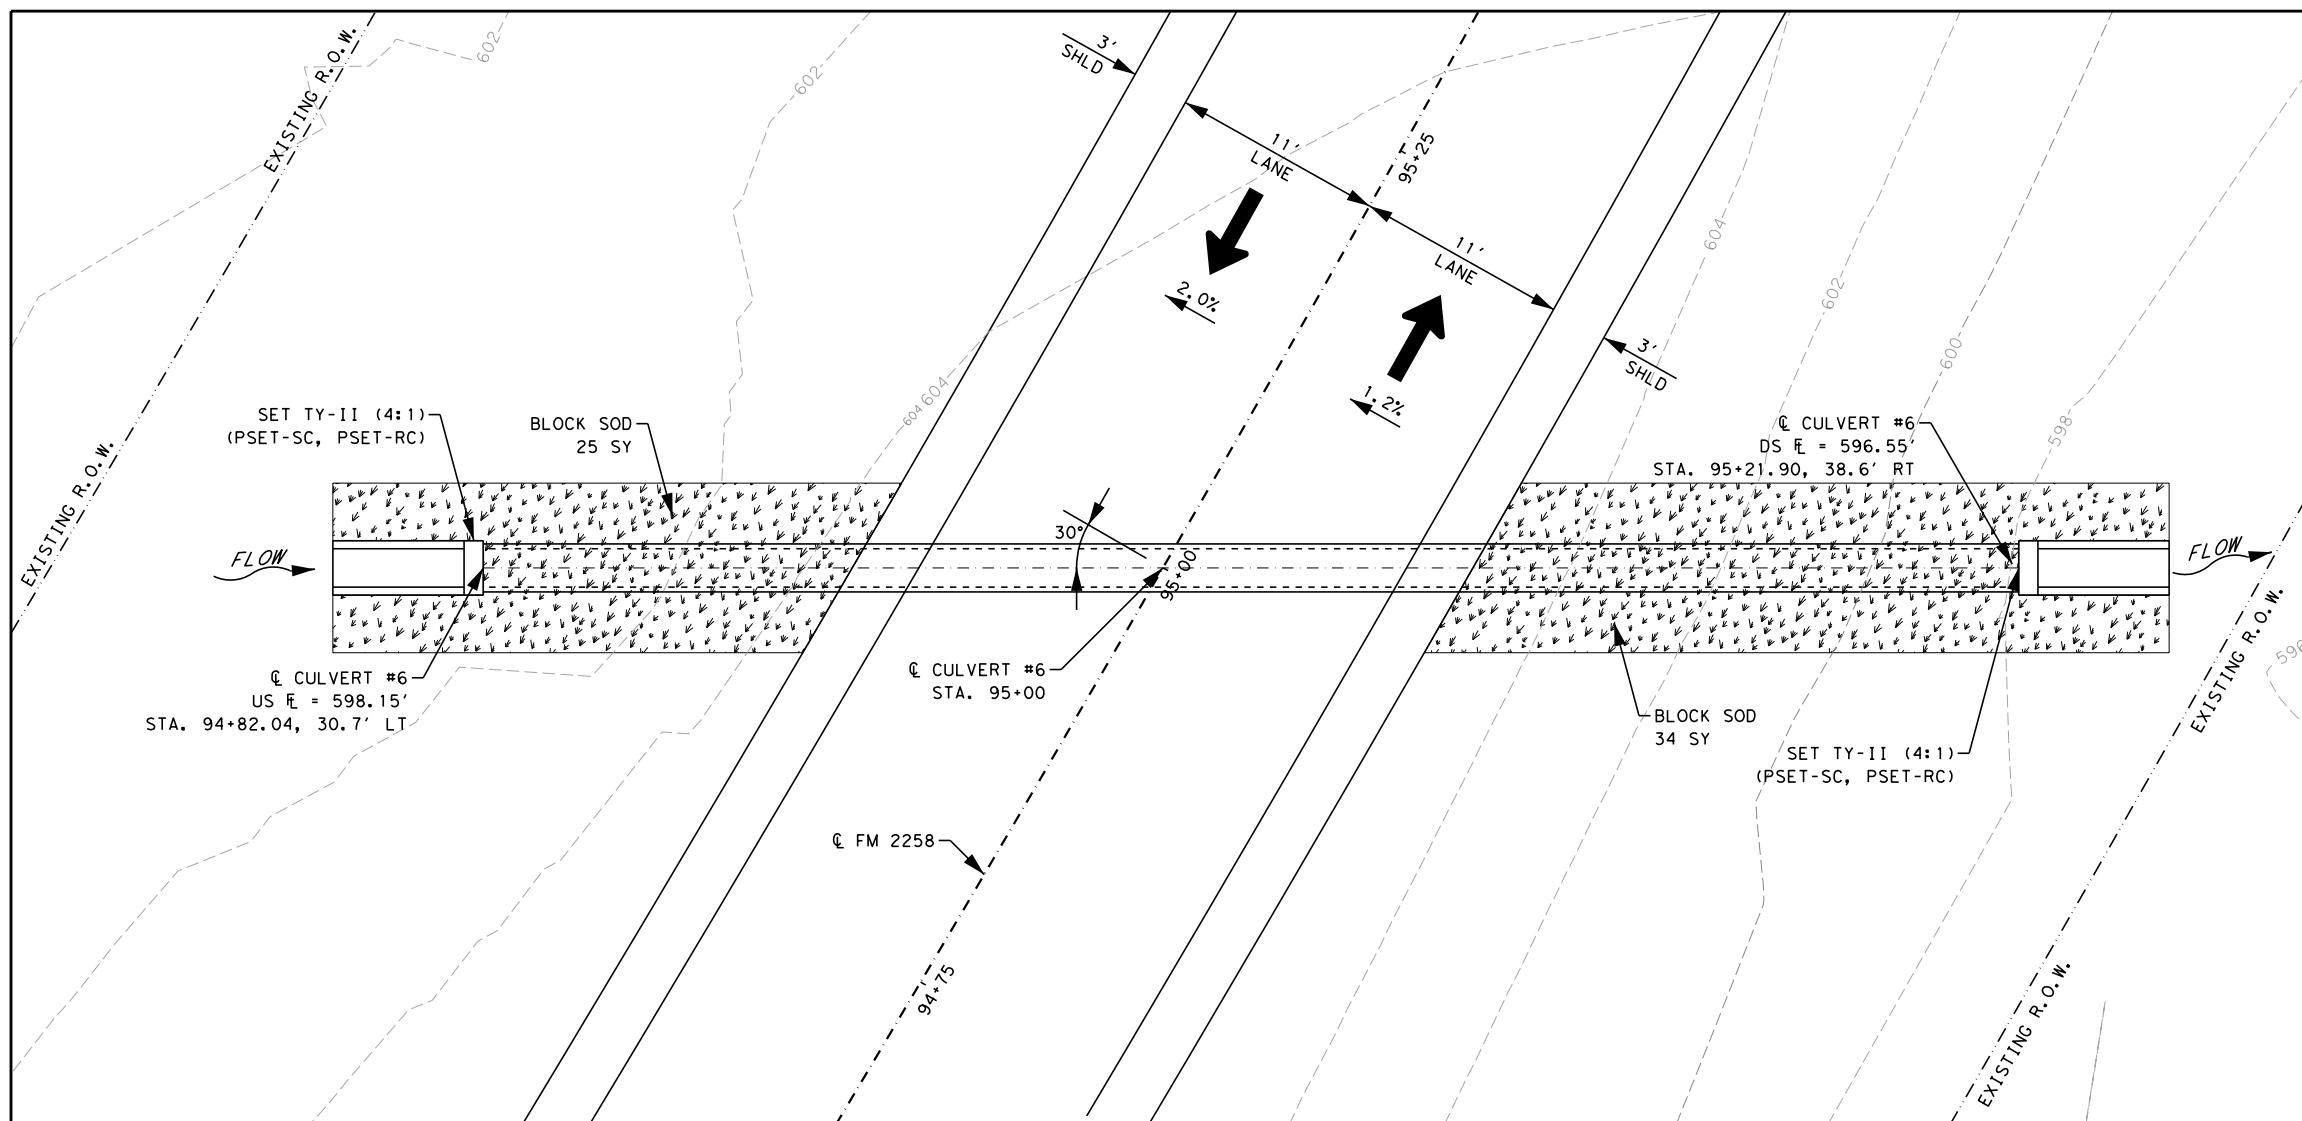 EXISTING R.O.W.
602
602
3'
SHLD
11'
LANE
95+25
11'
LANE
604
602
600
598
2.0%
3'
SHLD
1.2%
604
604
SET TY-II (4:1)
(PSET-SC, PSET-RC)
BLOCK SOD
25 SY
℄ CULVERT #6
DS FL = 596.55'
STA. 95+21.90, 38.6' RT
EXISTING R.O.W.
FLOW
30°
95+00
FLOW
℄ CULVERT #6
US FL = 598.15'
STA. 94+82.04, 30.7' LT
℄ CULVERT #6
STA. 95+00
BLOCK SOD
34 SY
SET TY-II (4:1)
(PSET-SC, PSET-RC)
EXISTING R.O.W.
596
℄ FM 2258
94+75
EXISTING R.O.W.